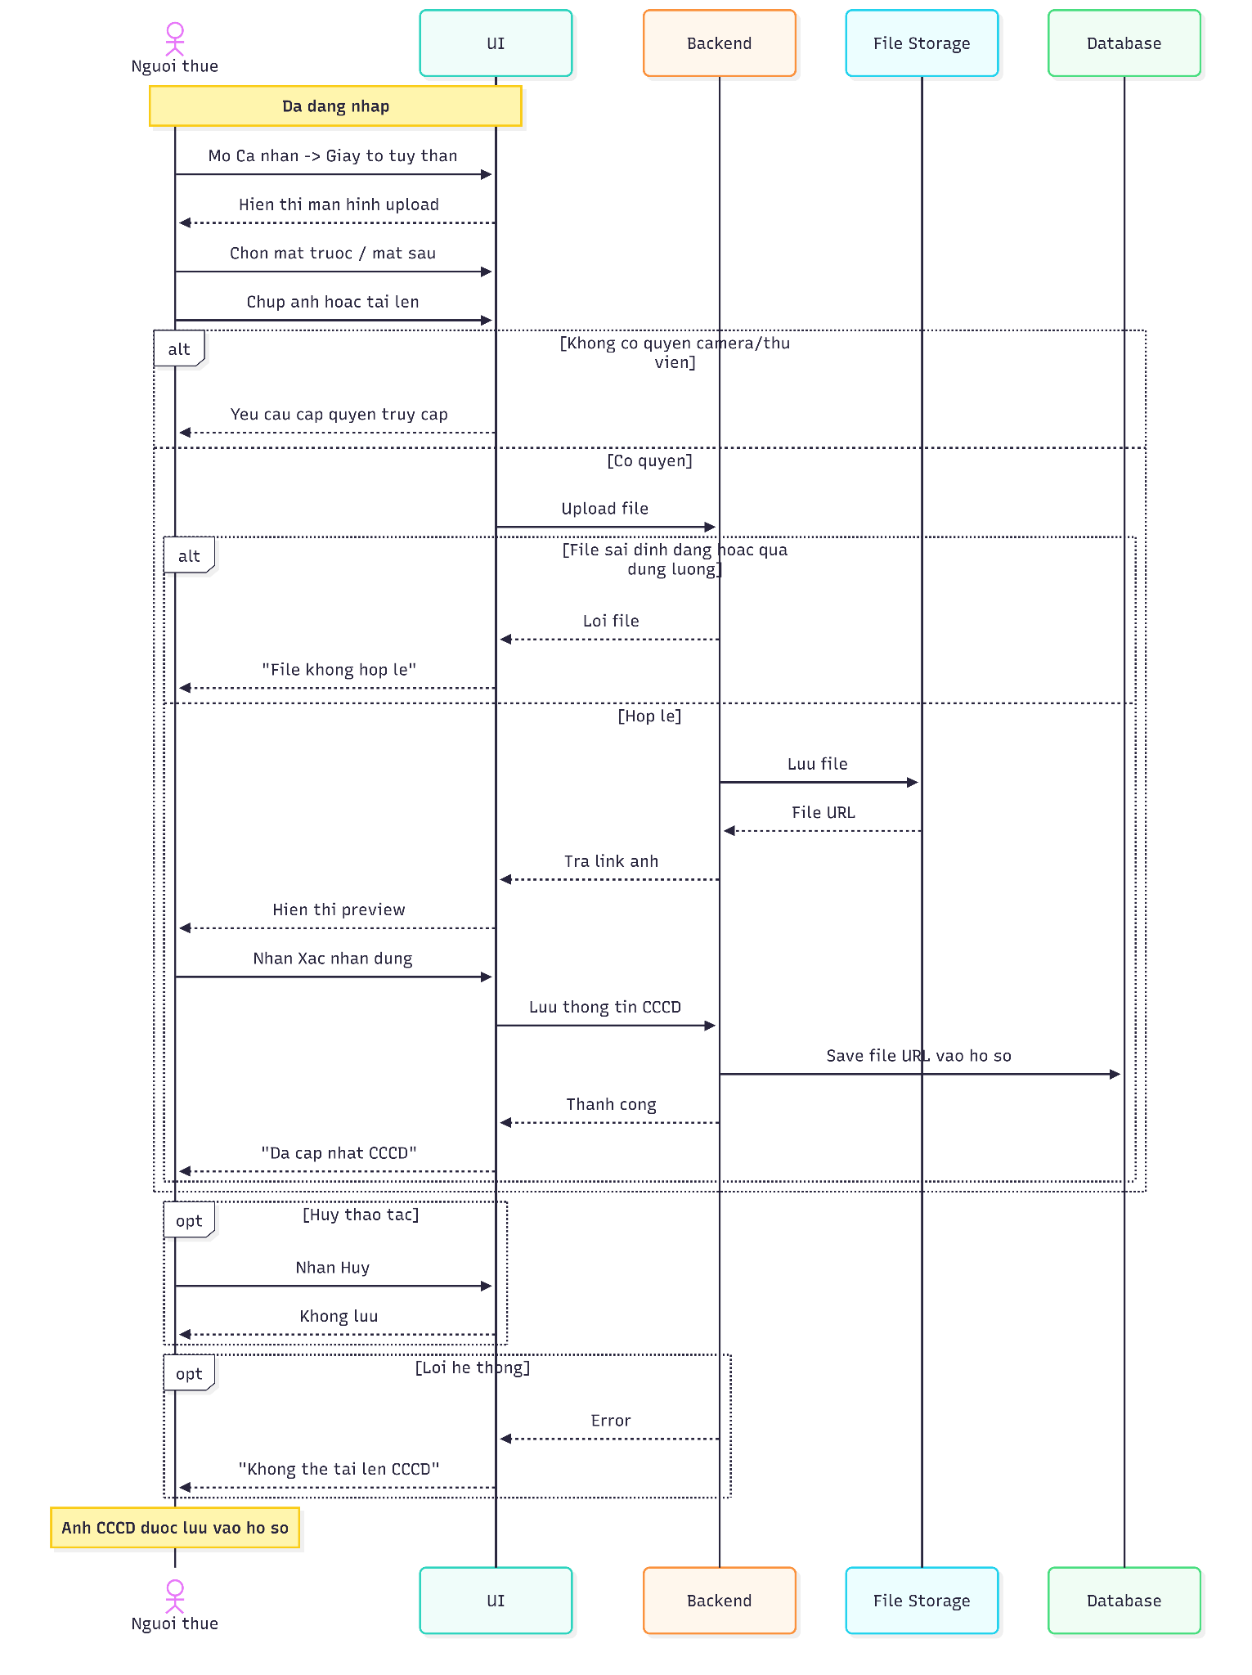 Nguoi thue
UI
Backend
File Storage
Database
Da dang nhap
Mo Ca nhan -> Giay to tuy than
Hien thi man hinh upload
Chon mat truoc / mat sau
Chup anh hoac tai len
alt
[Khong co quyen camera/thu
vien]
Yeu cau cap quyen truy cap
[Co quyen]
Upload file
alt
[File sai dinh dang hoac qua
dung luong]
Loi file
"File khong hop le"
[Hop le]
Luu file
File URL
Tra link anh
Hien thi preview
Nhan Xac nhan dung
Luu thong tin CCCD
Save file URL vao ho so
Thanh cong
"Da cap nhat CCCD"
opt
[Huy thao tac]
Nhan Huy
Khong luu
opt
[Loi he thong]
Error
"Khong the tai len CCCD"
Anh CCCD duoc luu vao ho so
Nguoi thue
UI
Backend
File Storage
Database